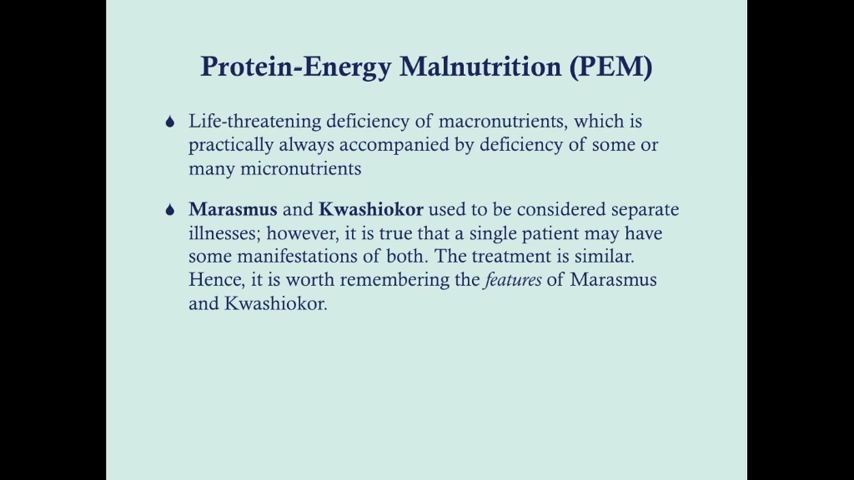 Protein-Energy Malnutrition (PEM)
Life-threatening deficiency of macronutrients, which is
practically always accompanied by deficiency of some or
many micronutrients
Marasmus and Kwashiokor used to be considered separate
illnesses; however, it is true that a single patient may have
some manifestations of both. The treatment is similar.
Hence, it is worth remembering the features of Marasmus
and Kwashiokor.